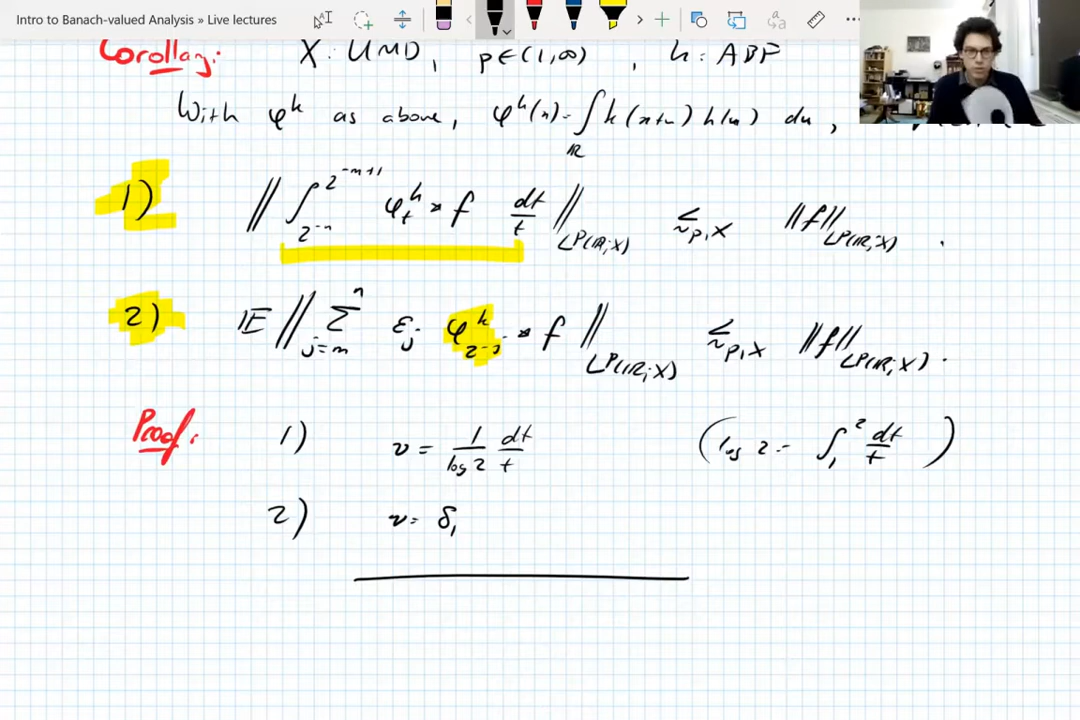 Intro to Banach-valued Analysis » Live lectures
Corollary: X: UMD, p∈(1,∞), h: ABF
With φ^k as above, φ^h(x) = ∫_ℝ k(x+u) h(u) du,
1) ‖ ∫_{2^{-n}}^{2^{-m+1}} φ_t^h * f dt/t ‖_{L^p(ℝ;X)} ≲_{p,X} ‖f‖_{L^p(ℝ;X)}.
2) 𝔼 ‖ ∑_{j=m}^n ε_j φ^k_{2^{-j}} * f ‖_{L^p(ℝ;X)} ≲_{p,X} ‖f‖_{L^p(ℝ;X)}.
Proof: 1) ν = 1/log 2 dt/t (log 2 = ∫_1^2 dt/t)
2) ν = δ_1